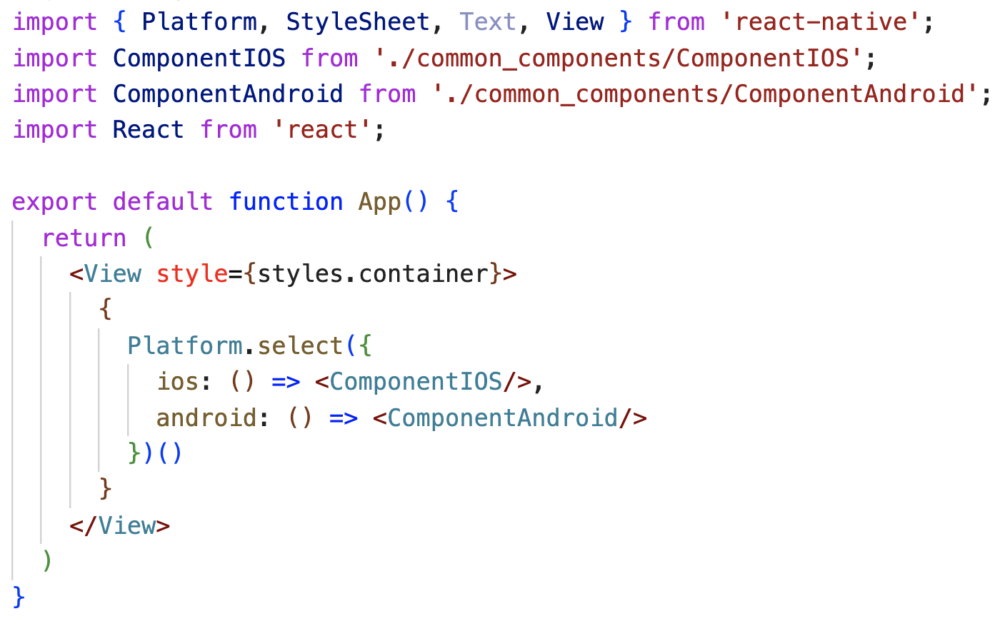 import { Platform, StyleSheet, Text, View } from 'react-native';
import ComponentIOS from './common_components/ComponentIOS';
import ComponentAndroid from './common_components/ComponentAndroid';
import React from 'react';

export default function App() {
  return (
    <View style={styles.container}>
      {
        Platform.select({
          ios: () => <ComponentIOS/>,
          android: () => <ComponentAndroid/>
        })()
      }
    </View>
  )
}